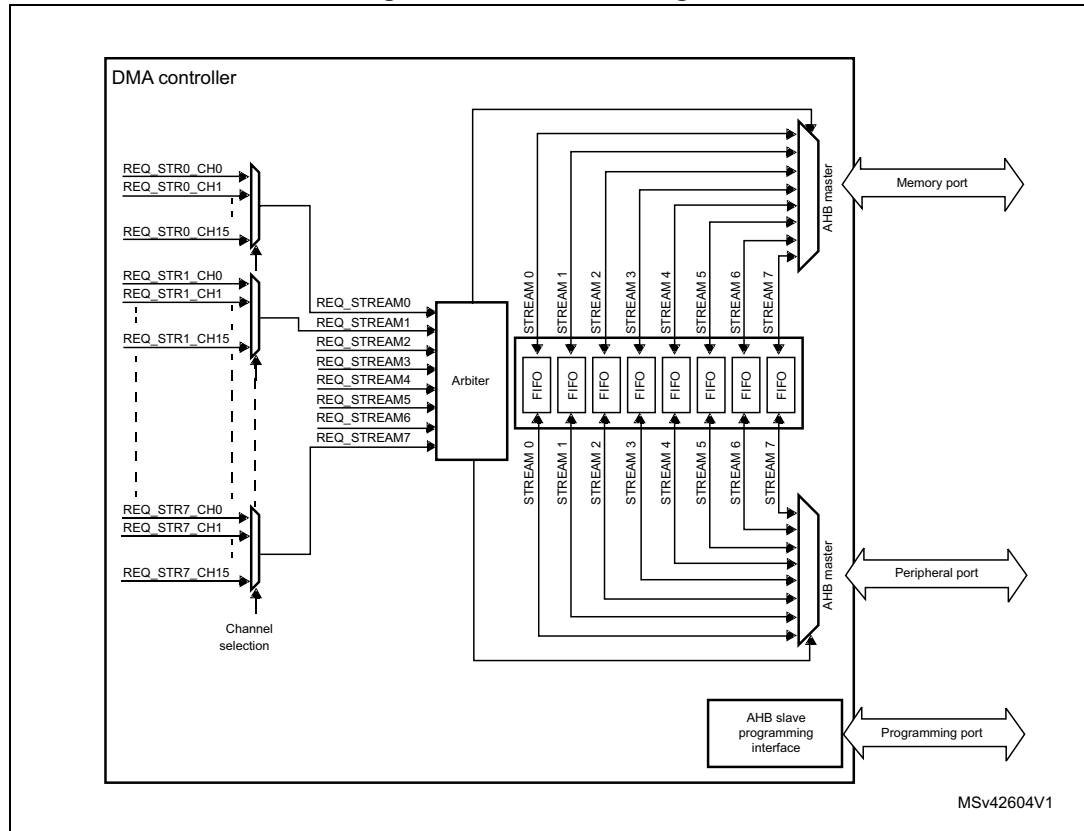 DMA controller
REQ_STR0_CH0
REQ_STR0_CH1
REQ_STR0_CH15
REQ_STR1_CH0
REQ_STR1_CH1
REQ_STR1_CH15
REQ_STR7_CH0
REQ_STR7_CH1
REQ_STR7_CH15
Channel
selection
REQ_STREAM0
REQ_STREAM1
REQ_STREAM2
REQ_STREAM3
REQ_STREAM4
REQ_STREAM5
REQ_STREAM6
REQ_STREAM7
Arbiter
STREAM 0
STREAM 1
STREAM 2
STREAM 3
STREAM 4
STREAM 5
STREAM 6
STREAM 7
FIFO
FIFO
FIFO
FIFO
FIFO
FIFO
FIFO
FIFO
STREAM 0
STREAM 1
STREAM 2
STREAM 3
STREAM 4
STREAM 5
STREAM 6
STREAM 7
AHB master
Memory port
AHB master
Peripheral port
AHB slave
programming
interface
Programming port
MSv42604V1